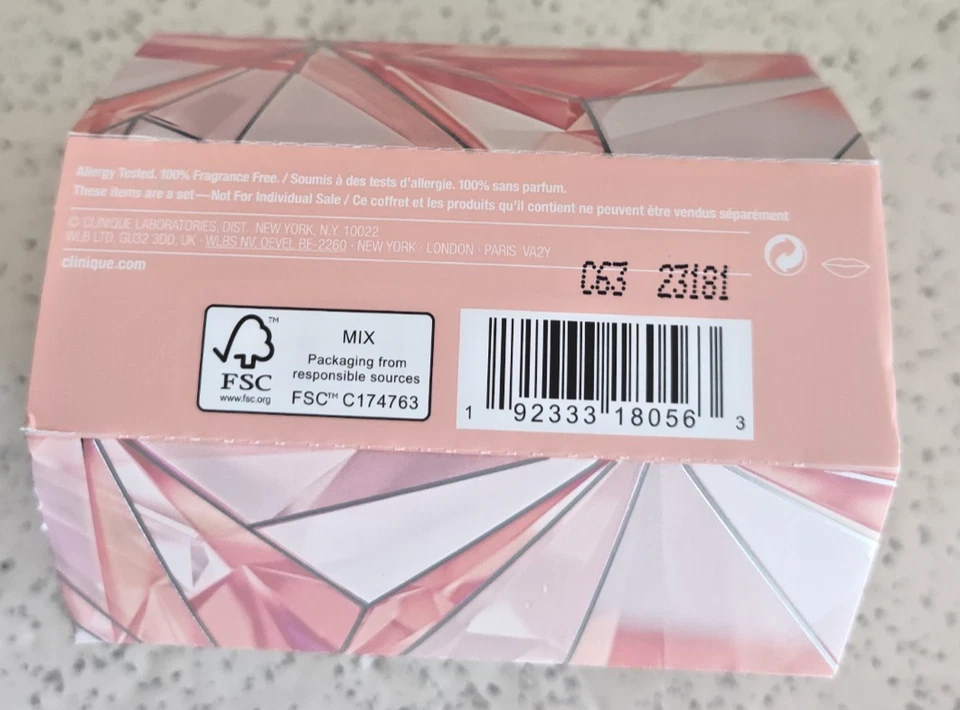 Allergy Tested. 100% Fragrance Free. / Soumis à des tests d'allergie. 100% sans parfum.
These items are a set—Not For Individual Sale / Ce coffret et les produits qu'il contient ne peuvent être vendus séparément
© CLINIQUE LABORATORIES, DIST. NEW YORK, N.Y. 10022
WLB LTD. GU32 3DD, UK · WLBS NV, OEVEL BE-2260 · NEW YORK · LONDON · PARIS VA2Y
clinique.com
C63 23181
FSC™
www.fsc.org
MIX
Packaging from
responsible sources
FSC™ C174763
1 92333 18056 3